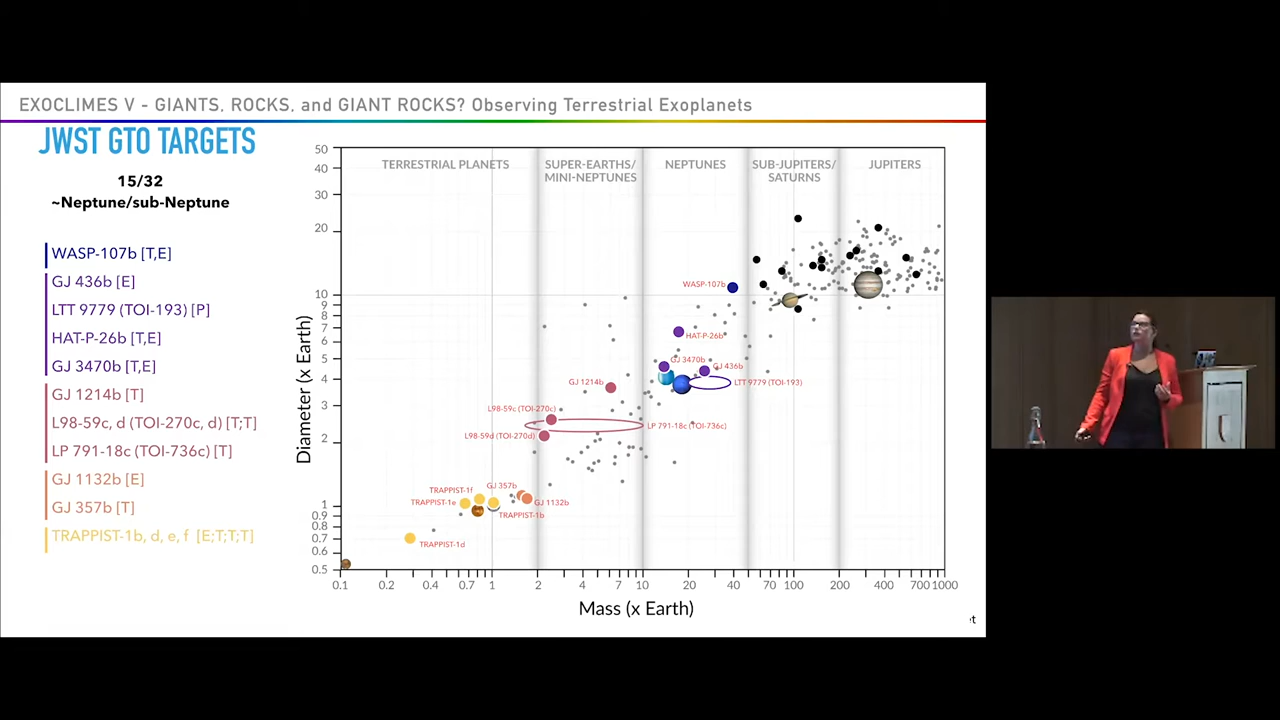 EXOCLIMES V - GIANTS, ROCKS, and GIANT ROCKS? Observing Terrestrial Exoplanets
JWST GTO TARGETS
15/32
~Neptune/sub-Neptune
WASP-107b [T,E]
GJ 436b [E]
LTT 9779 (TOI-193) [P]
HAT-P-26b [T,E]
GJ 3470b [T,E]
GJ 1214b [T]
L98-59c, d (TOI-270c, d) [T;T]
LP 791-18c (TOI-736c) [T]
GJ 1132b [E]
GJ 357b [T]
TRAPPIST-1b, d, e, f [E;T;T;T]
TERRESTRIAL PLANETS
SUPER-EARTHS/
MINI-NEPTUNES
NEPTUNES
SUB-JUPITERS/
SATURNS
JUPITERS
Diameter (x Earth)
50
40
30
20
10
9
8
7
6
5
4
3
2
1
0.9
0.8
0.7
0.6
0.5
WASP-107b
HAT-P-26b
GJ 3470b
GJ 436b
GJ 1214b
LTT 9779 (TOI-193)
L98-59c (TOI-270c)
LP 791-18c (TOI-736c)
L98-59d (TOI-270d)
GJ 357b
TRAPPIST-1f
TRAPPIST-1e
GJ 1132b
TRAPPIST-1b
TRAPPIST-1d
0.1 0.2 0.4 0.7 1 2 4 7 10 20 40 70 100 200 400 700 1000
Mass (x Earth)
et